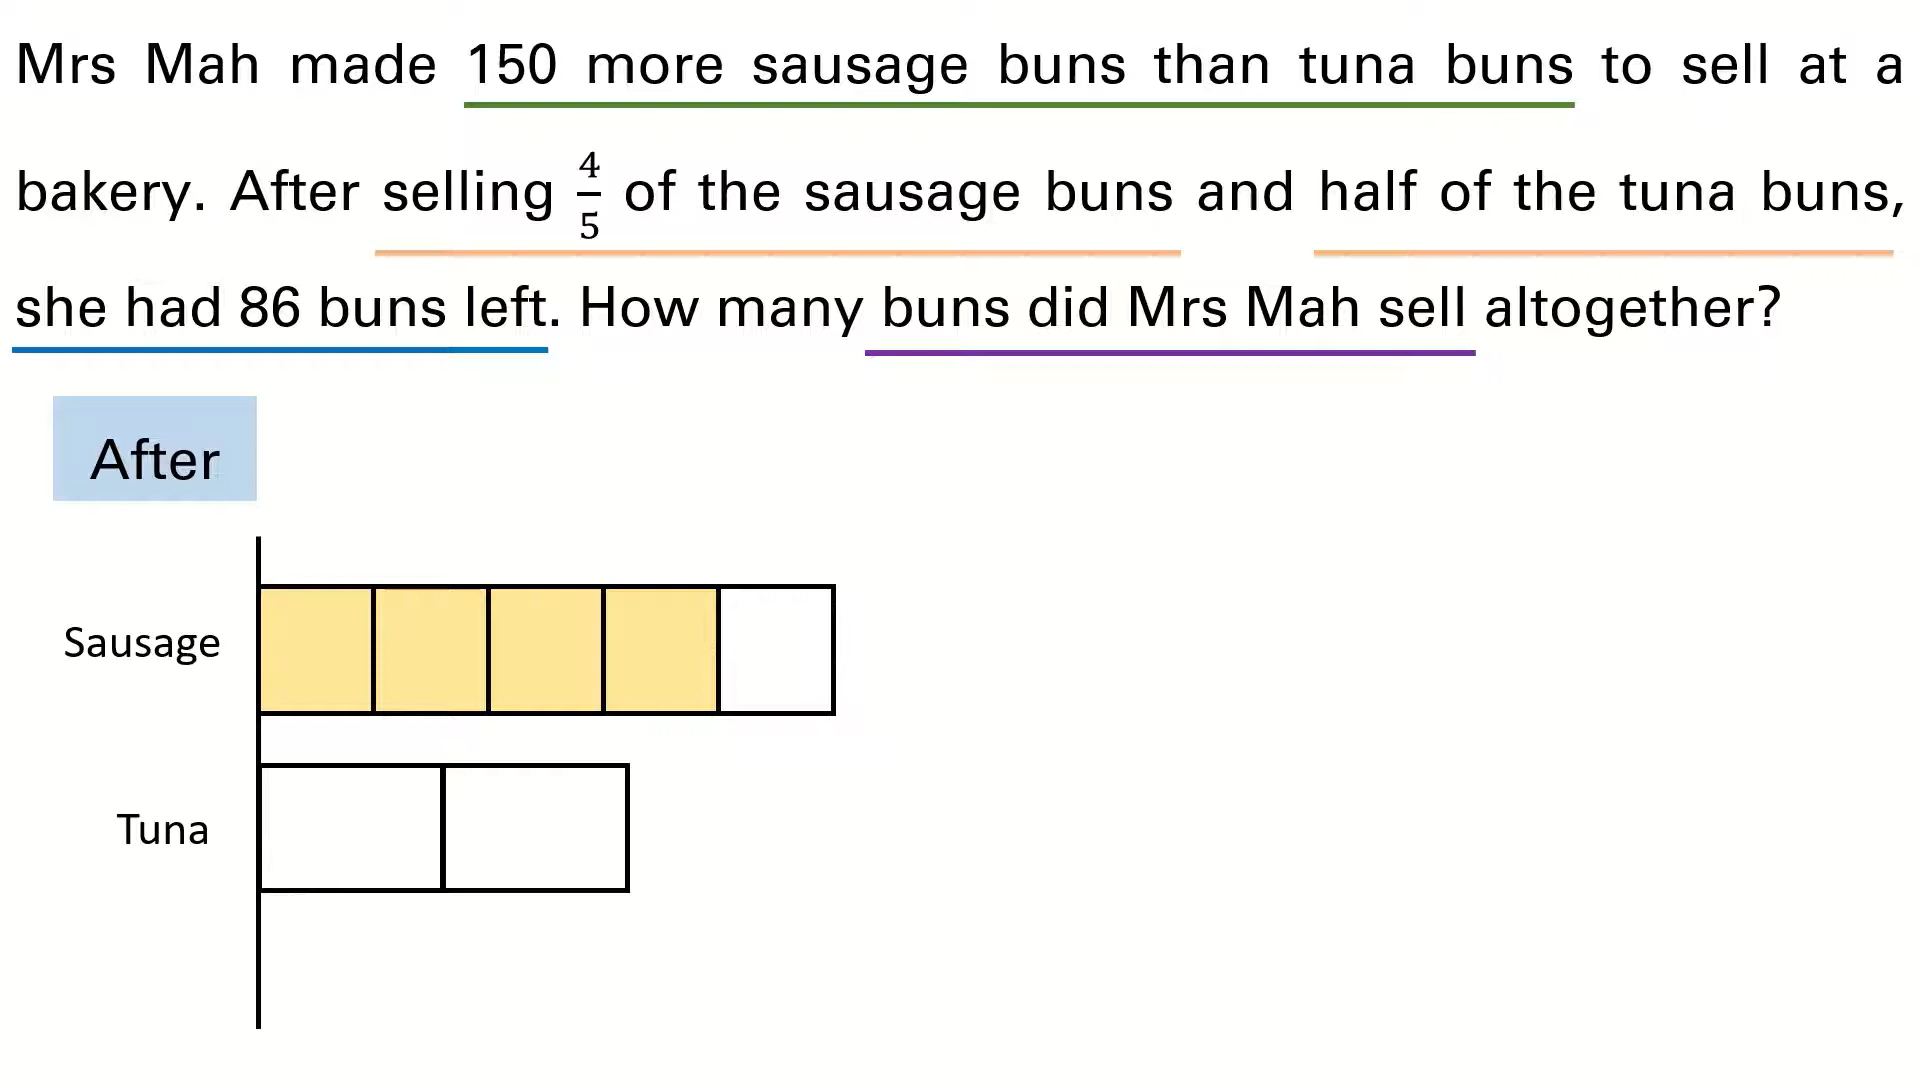 Mrs Mah made 150 more sausage buns than tuna buns to sell at a
bakery. After selling 4/5 of the sausage buns and half of the tuna buns,
she had 86 buns left. How many buns did Mrs Mah sell altogether?
After
Sausage
Tuna